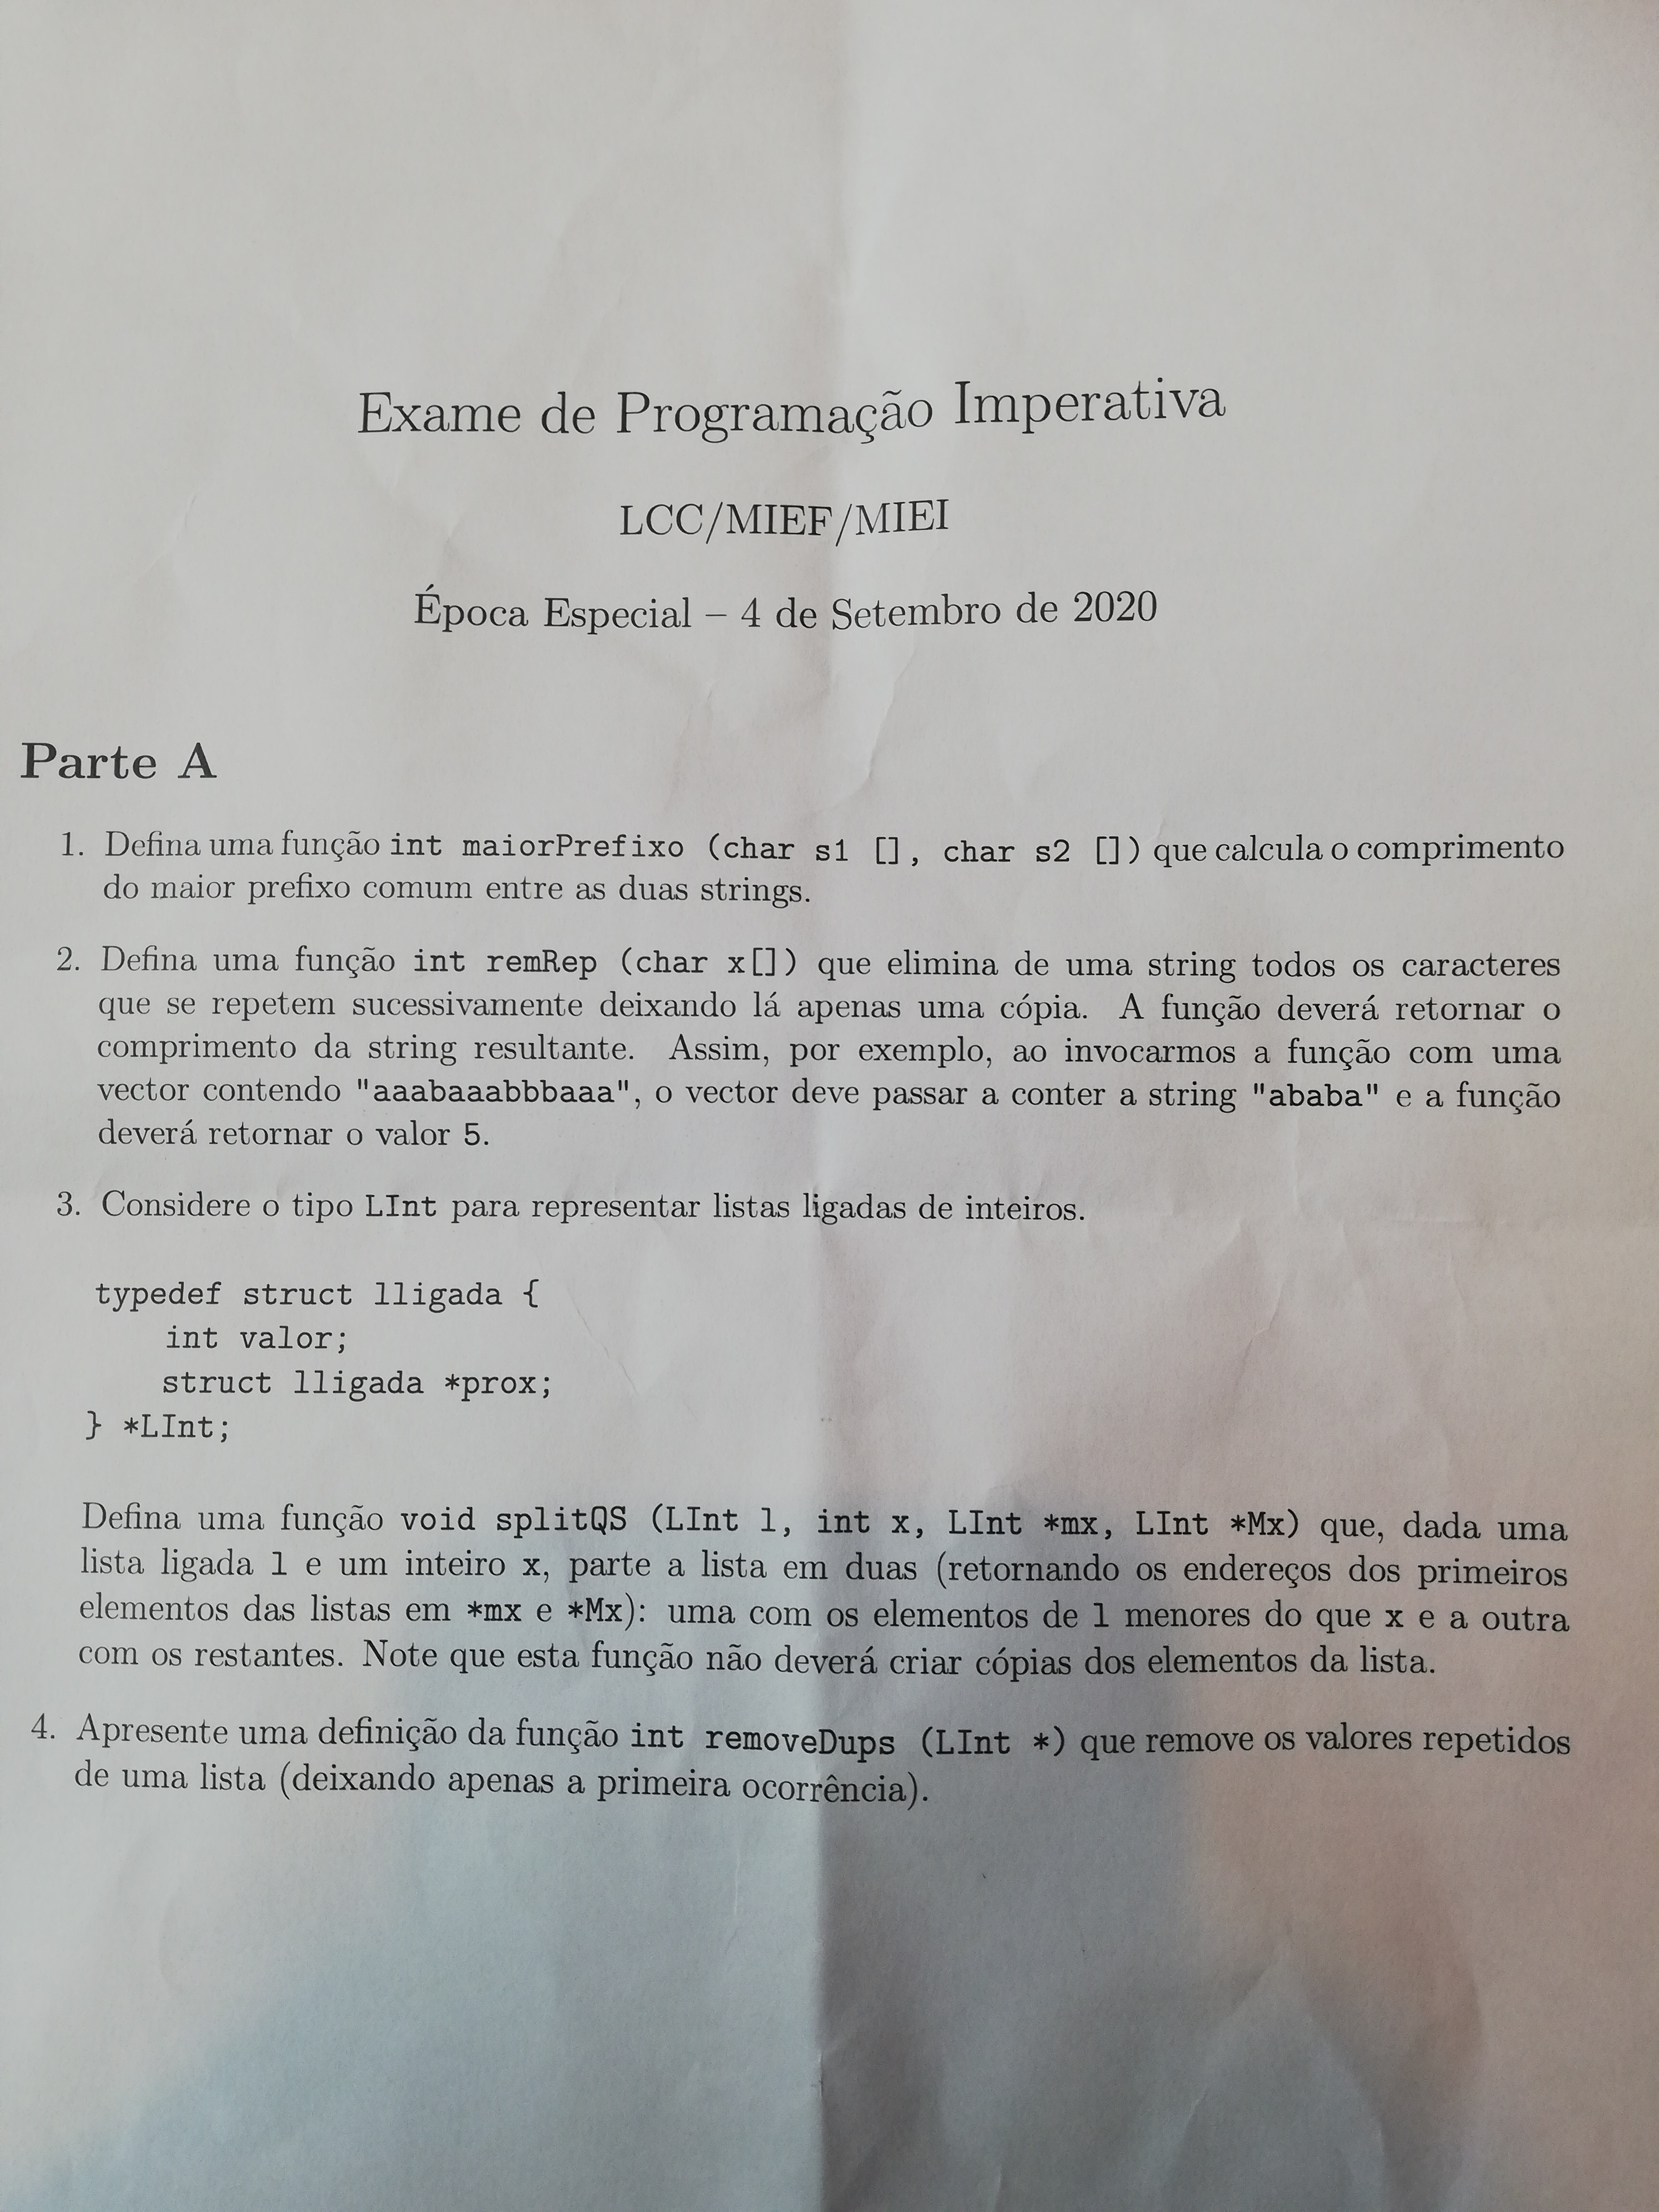 Exame de Programação Imperativa
LCC/MIEF/MIEI
Época Especial – 4 de Setembro de 2020
Parte A
1. Defina uma função int maiorPrefixo (char s1 [], char s2 []) que calcula o comprimento
do maior prefixo comum entre as duas strings.
2. Defina uma função int remRep (char x[]) que elimina de uma string todos os caracteres
que se repetem sucessivamente deixando lá apenas uma cópia. A função deverá retornar o
comprimento da string resultante. Assim, por exemplo, ao invocarmos a função com uma
vector contendo "aaabaaabbbaaa", o vector deve passar a conter a string "ababa" e a função
deverá retornar o valor 5.
3. Considere o tipo LInt para representar listas ligadas de inteiros.
typedef struct lligada {
int valor;
struct lligada *prox;
} *LInt;
Defina uma função void splitQS (LInt l, int x, LInt *mx, LInt *Mx) que, dada uma
lista ligada l e um inteiro x, parte a lista em duas (retornando os endereços dos primeiros
elementos das listas em *mx e *Mx): uma com os elementos de l menores do que x e a outra
com os restantes. Note que esta função não deverá criar cópias dos elementos da lista.
4. Apresente uma definição da função int removeDups (LInt *) que remove os valores repetidos
de uma lista (deixando apenas a primeira ocorrência).